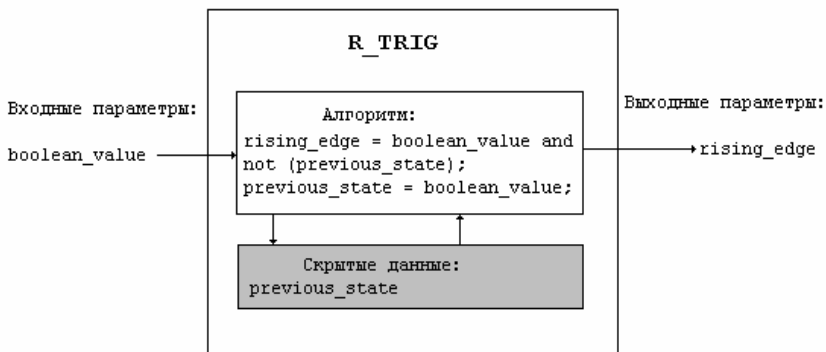 R_TRIG
Входные параметры:
boolean_value
Алгоритм:
rising_edge = boolean_value and
not (previous_state);
previous_state = boolean_value;
Скрытые данные:
previous_state
Выходные параметры:
rising_edge